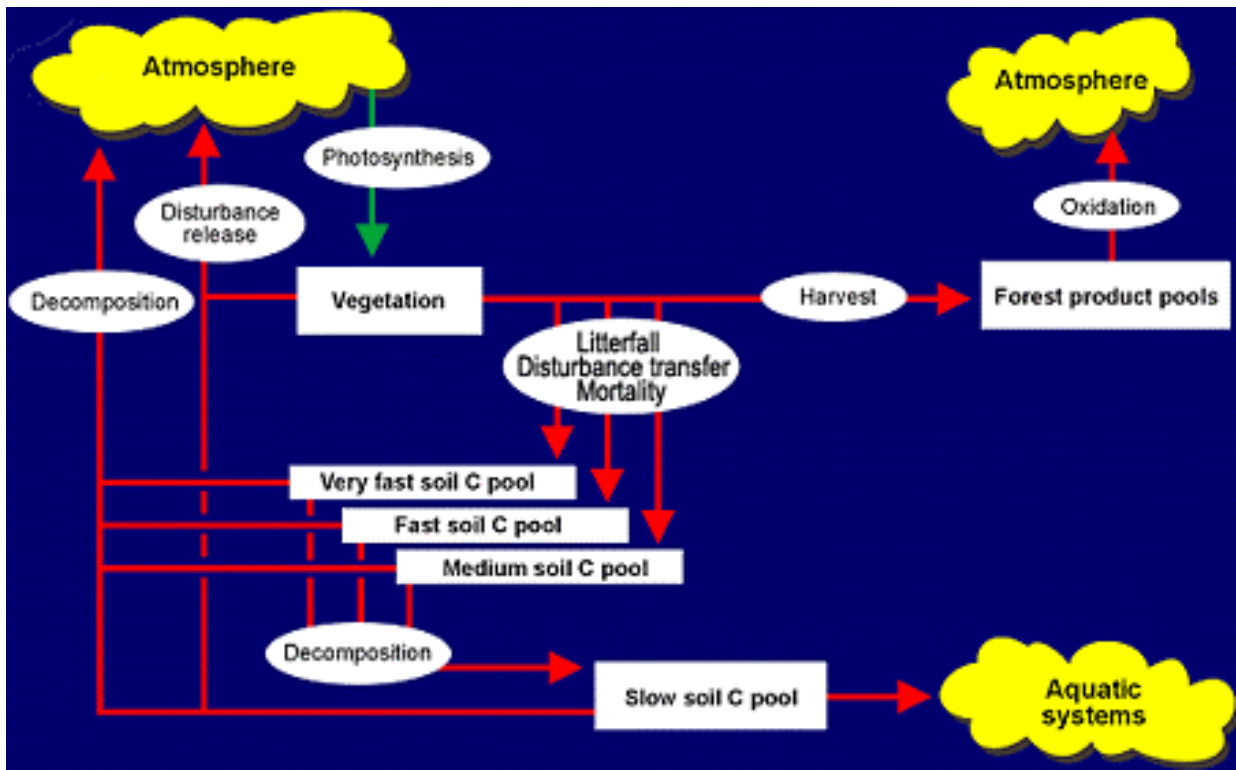 Atmosphere
Atmosphere
Photosynthesis
Oxidation
Disturbance
release
Decomposition
Vegetation
Harvest
Forest product pools
Litterfall
Disturbance transfer
Mortality
Very fast soil C pool
Fast soil C pool
Medium soil C pool
Decomposition
Slow soil C pool
Aquatic
systems